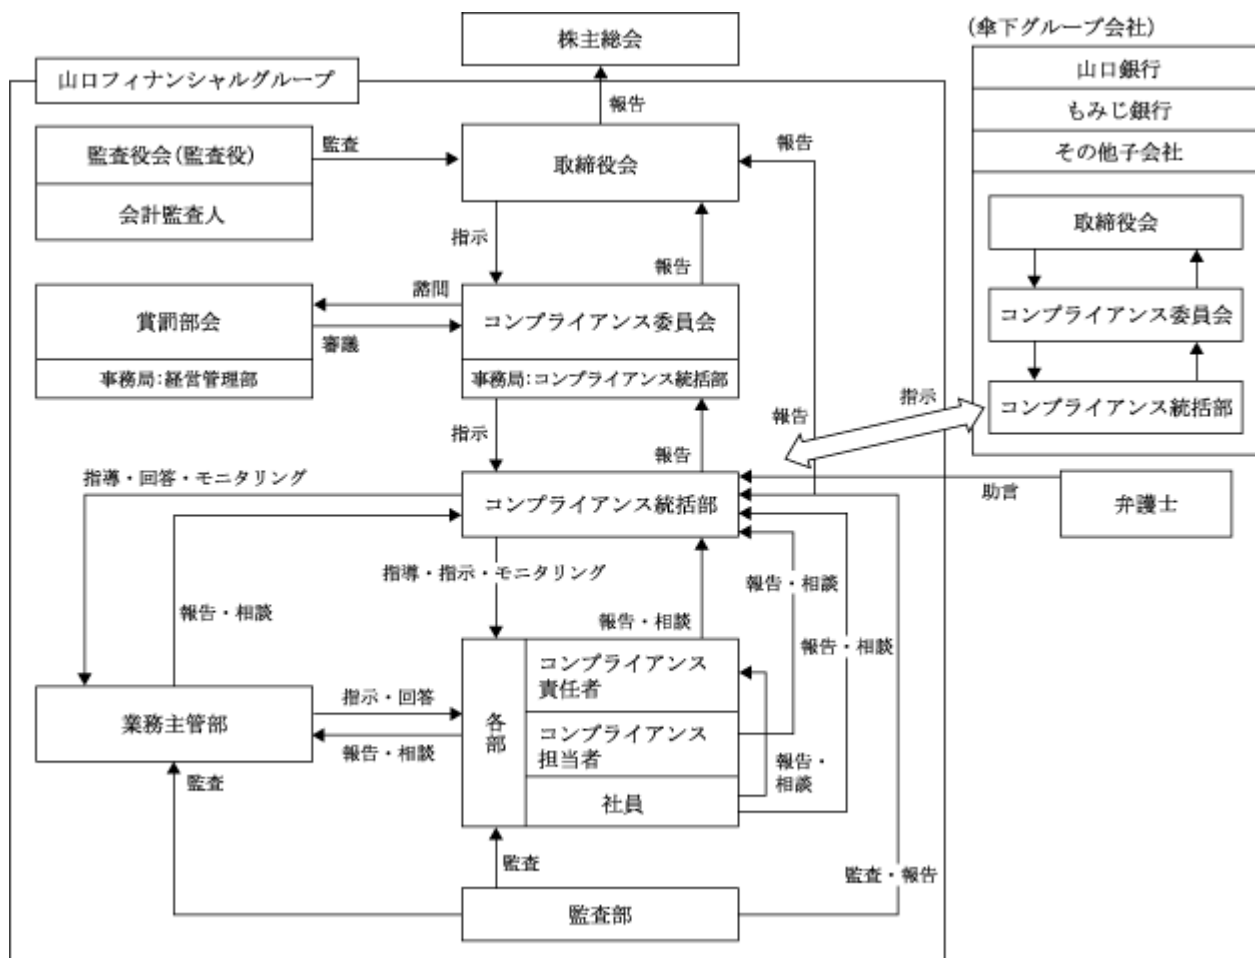 株主総会
(傘下グループ会社)
山口フィナンシャルグループ
山口銀行
もみじ銀行
その他子会社
報告
監査役会(監査役)
会計監査人
監査
取締役会
報告
取締役会
指示
報告
諮問
賞罰部会
審議
事務局:経営管理部
コンプライアンス委員会
事務局:コンプライアンス統括部
コンプライアンス委員会
コンプライアンス統括部
指示
報告
指示
報告
指導・回答・モニタリング
コンプライアンス統括部
助言
弁護士
指導・指示・モニタリング
報告・相談
報告・相談
報告・相談
報告・相談
業務主管部
指示・回答
報告・相談
各部
コンプライアンス
責任者
コンプライアンス
担当者
社員
報告・
相談
監査
監査
監査・報告
監査部